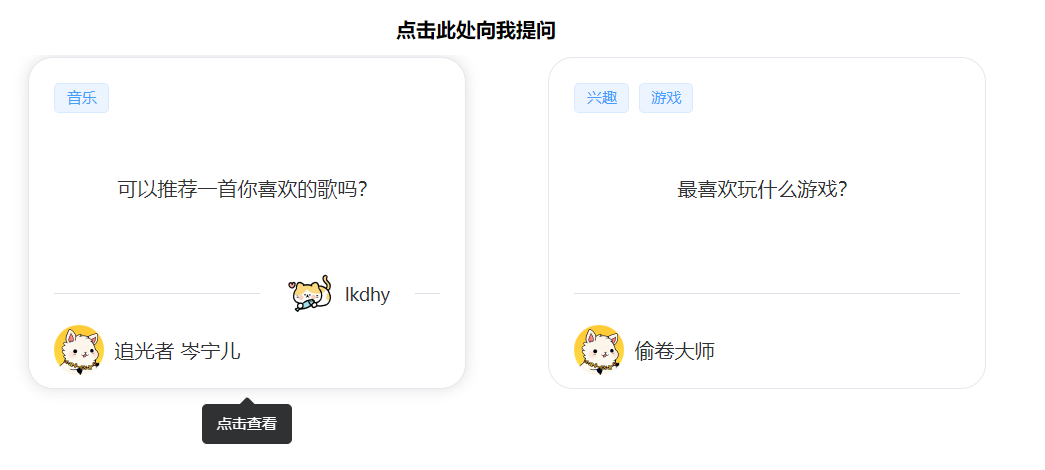 点击此处向我提问
音乐
可以推荐一首你喜欢的歌吗?
lkdhy
追光者 岑宁儿
点击查看
兴趣 游戏
最喜欢玩什么游戏?
偷卷大师